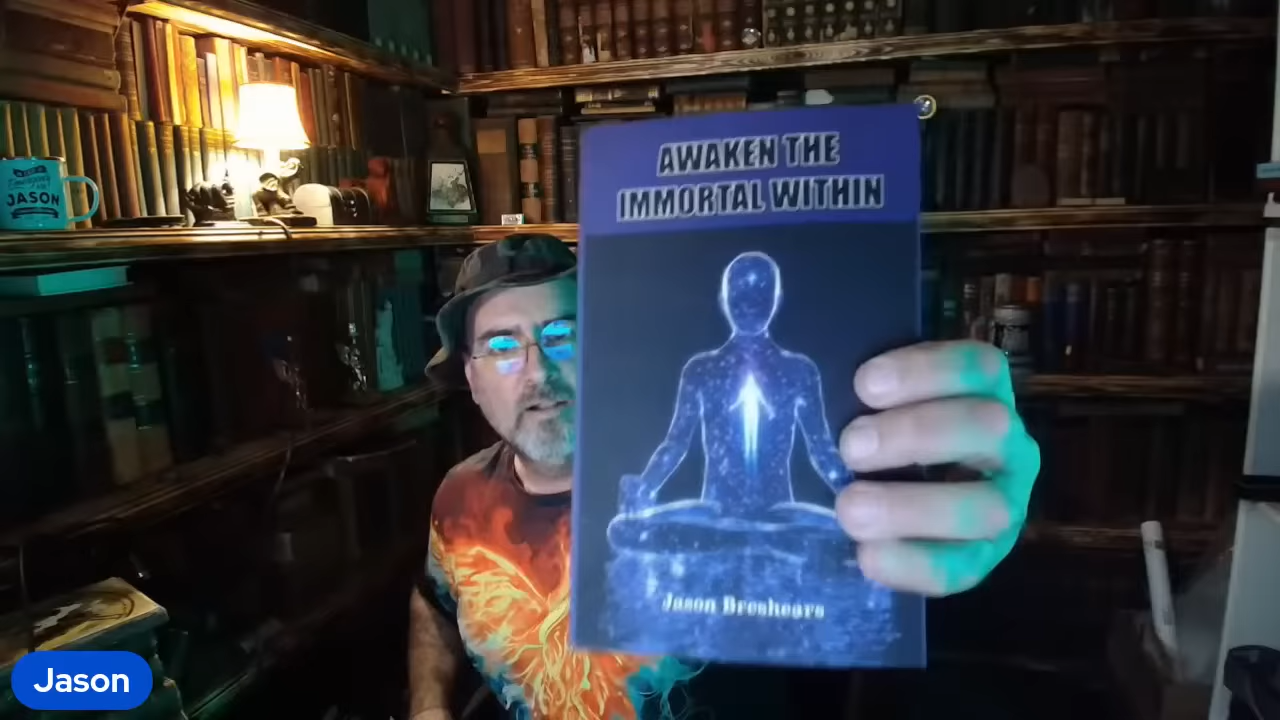 AWAKEN THE
IMMORTAL WITHIN
JASON
Jason Breshears
Jason